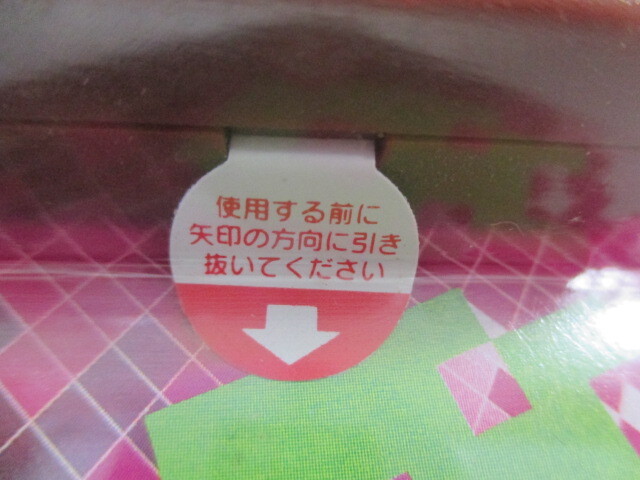 使用する前に
矢印の方向に引き
抜いてください